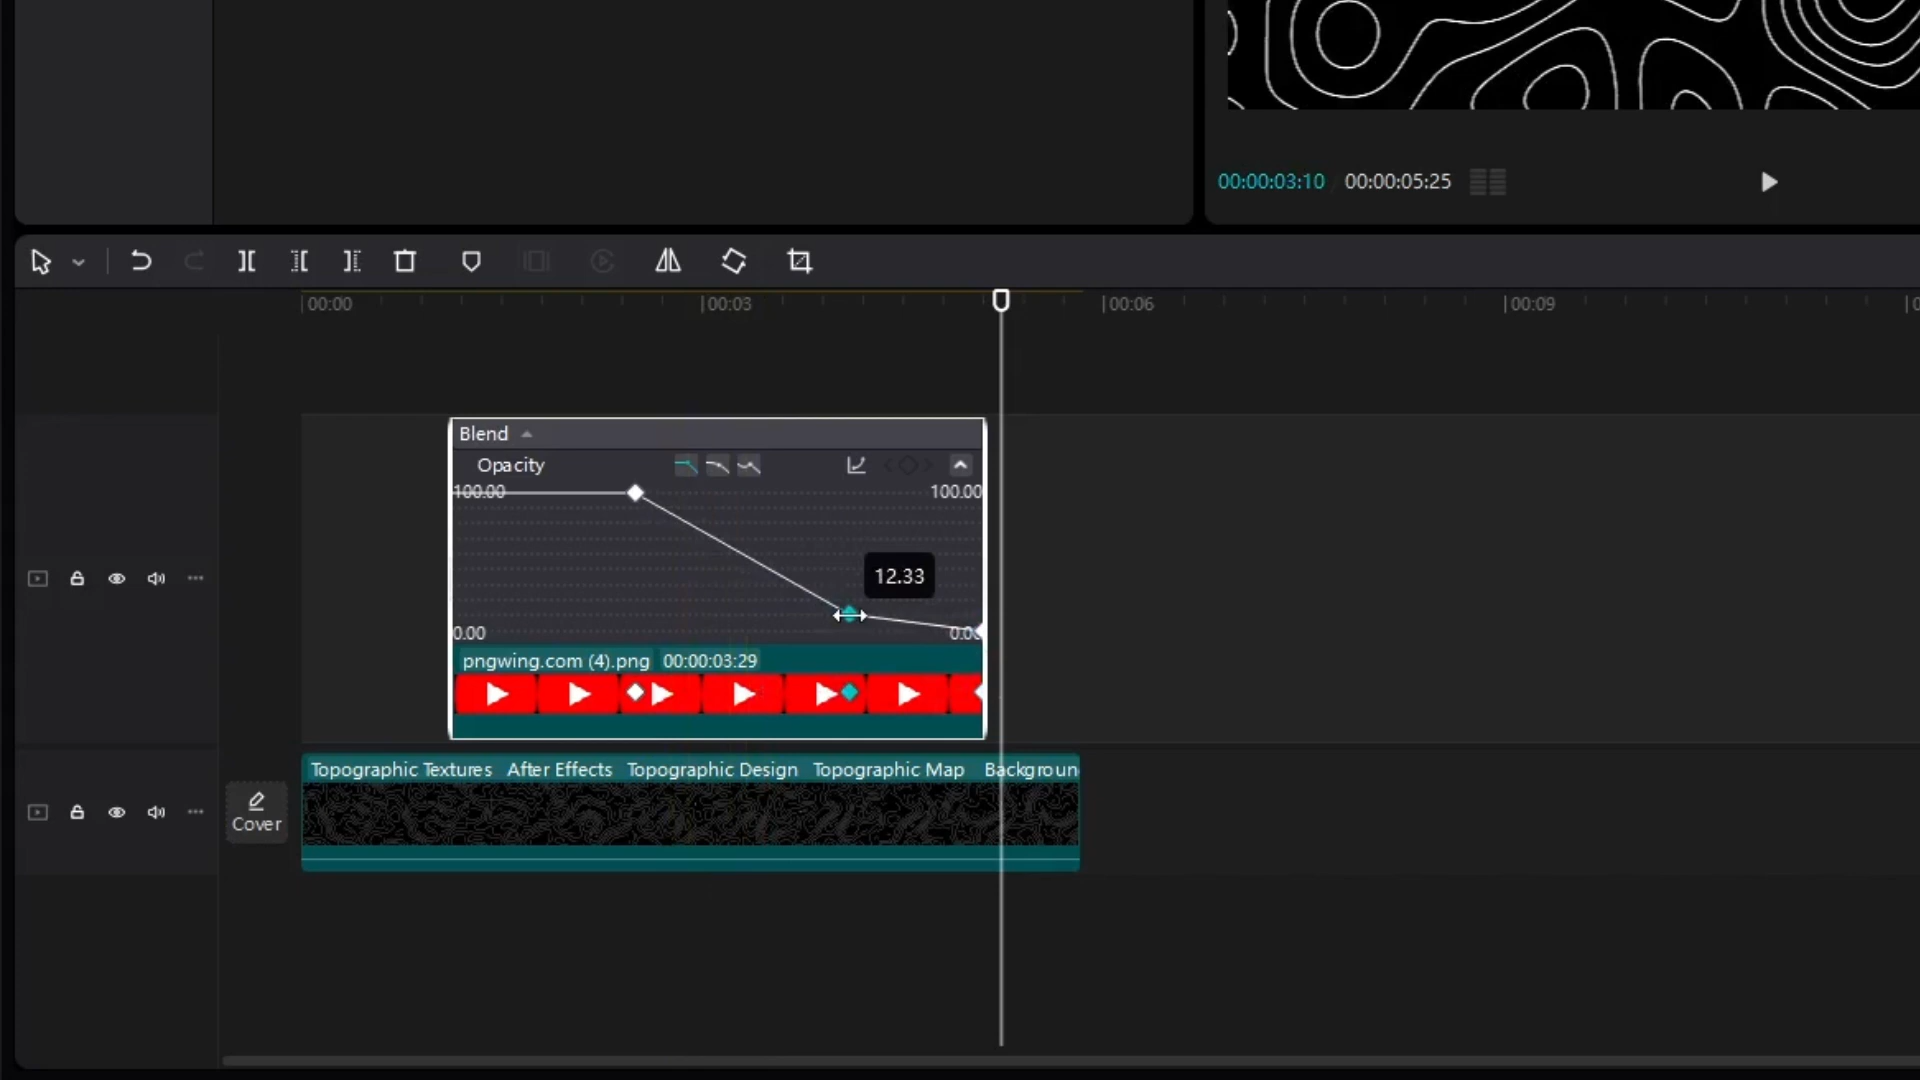 00:00:03:10 00:00:05:25
00:00 00:03 00:06 00:09
Blend
Opacity
100.00 100.00
12.33
0.00 0.00
pngwing.com (4).png 00:00:03:29
Topographic Textures After Effects Topographic Design Topographic Map Backgroun
Cover